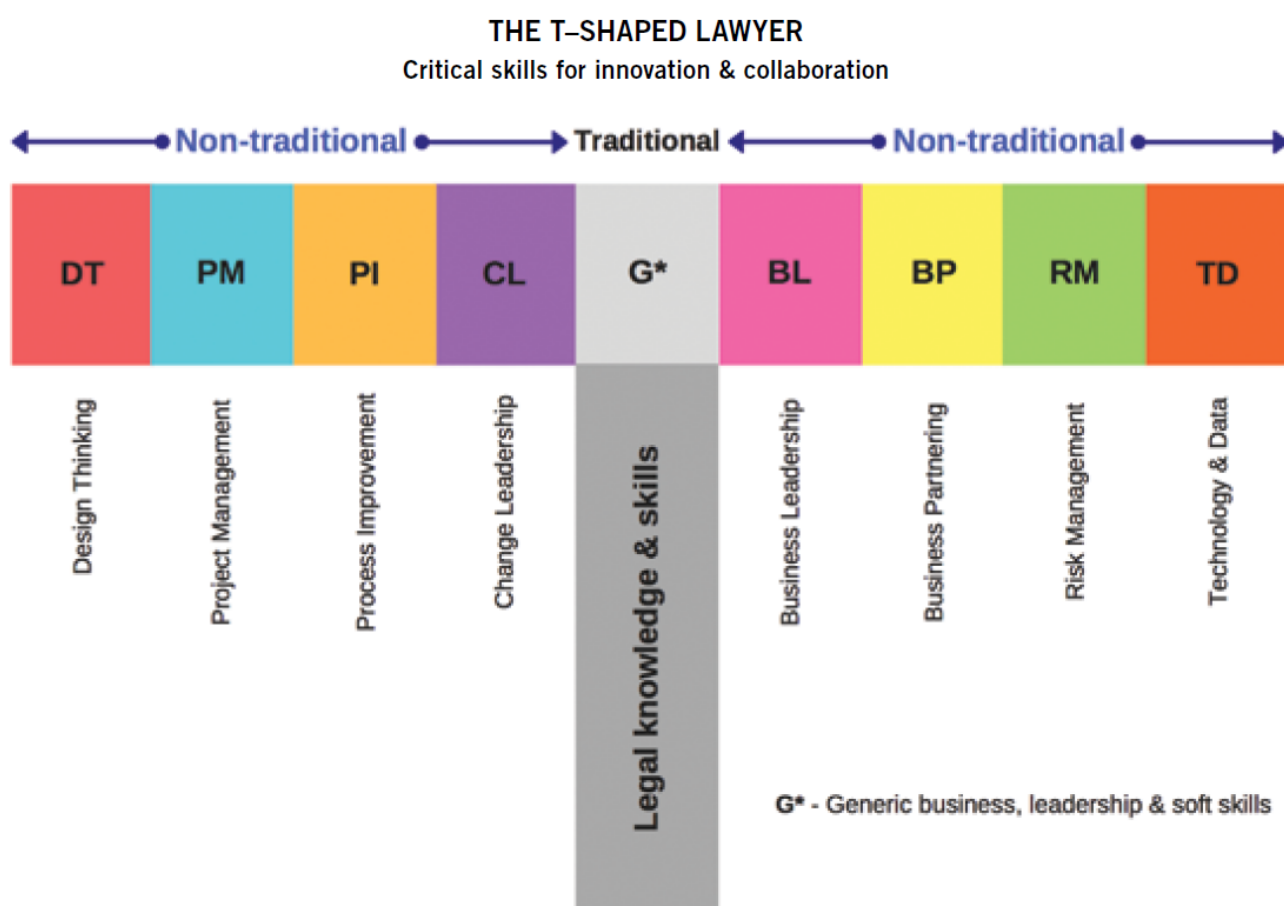 THE T–SHAPED LAWYER
Critical skills for innovation & collaboration
Non-traditional Traditional Non-traditional
DT PM PI CL G* BL BP RM TD
Design Thinking
Project Management
Process Improvement
Change Leadership
Legal knowledge & skills
Business Leadership
Business Partnering
Risk Management
Technology & Data
G* - Generic business, leadership & soft skills